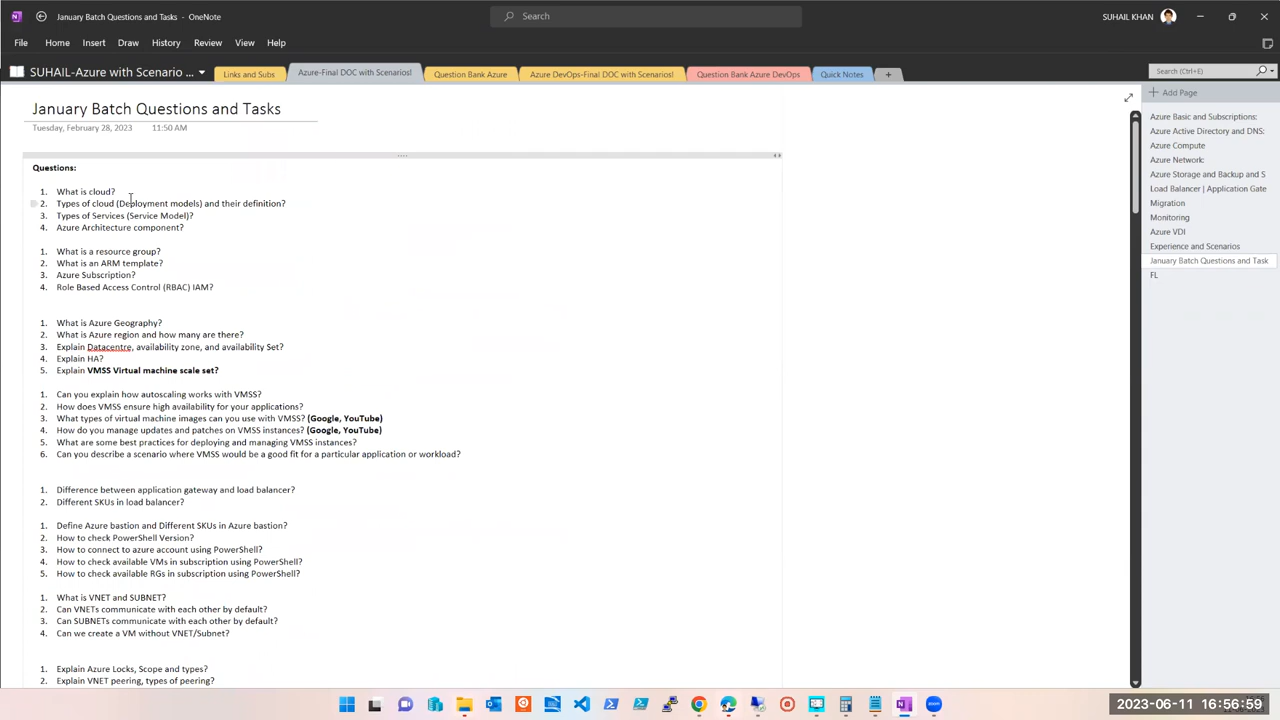 January Batch Questions and Tasks - OneNote
Search
SUHAIL KHAN
File Home Insert Draw History Review View Help
SUHAIL-Azure with Scenario ...
Links and Subs
Azure-Final DOC with Scenarios!
Question Bank Azure
Azure DevOps-Final DOC with Scenarios!
Question Bank Azure DevOps
Quick Notes
+
Search (Ctrl+E)
January Batch Questions and Tasks
Tuesday, February 28, 2023 11:50 AM
Questions:
1. What is cloud?
2. Types of cloud (Deployment models) and their definition?
3. Types of Services (Service Model)?
4. Azure Architecture component?
1. What is a resource group?
2. What is an ARM template?
3. Azure Subscription?
4. Role Based Access Control (RBAC) IAM?
1. What is Azure Geography?
2. What is Azure region and how many are there?
3. Explain Datacentre, availability zone, and availability Set?
4. Explain HA?
5. Explain VMSS Virtual machine scale set?
1. Can you explain how autoscaling works with VMSS?
2. How does VMSS ensure high availability for your applications?
3. What types of virtual machine images can you use with VMSS? (Google, YouTube)
4. How do you manage updates and patches on VMSS instances? (Google, YouTube)
5. What are some best practices for deploying and managing VMSS instances?
6. Can you describe a scenario where VMSS would be a good fit for a particular application or workload?
1. Difference between application gateway and load balancer?
2. Different SKUs in load balancer?
1. Define Azure bastion and Different SKUs in Azure bastion?
2. How to check PowerShell Version?
3. How to connect to azure account using PowerShell?
4. How to check available VMs in subscription using PowerShell?
5. How to check available RGs in subscription using PowerShell?
1. What is VNET and SUBNET?
2. Can VNETs communicate with each other by default?
3. Can SUBNETs communicate with each other by default?
4. Can we create a VM without VNET/Subnet?
1. Explain Azure Locks, Scope and types?
2. Explain VNET peering, types of peering?
Add Page
Azure Basic and Subscriptions:
Azure Active Directory and DNS:
Azure Compute
Azure Network:
Azure Storage and Backup and S
Load Balancer | Application Gate
Migration
Monitoring
Azure VDI
Experience and Scenarios
January Batch Questions and Task
FL
2023-06-11 16:56:59